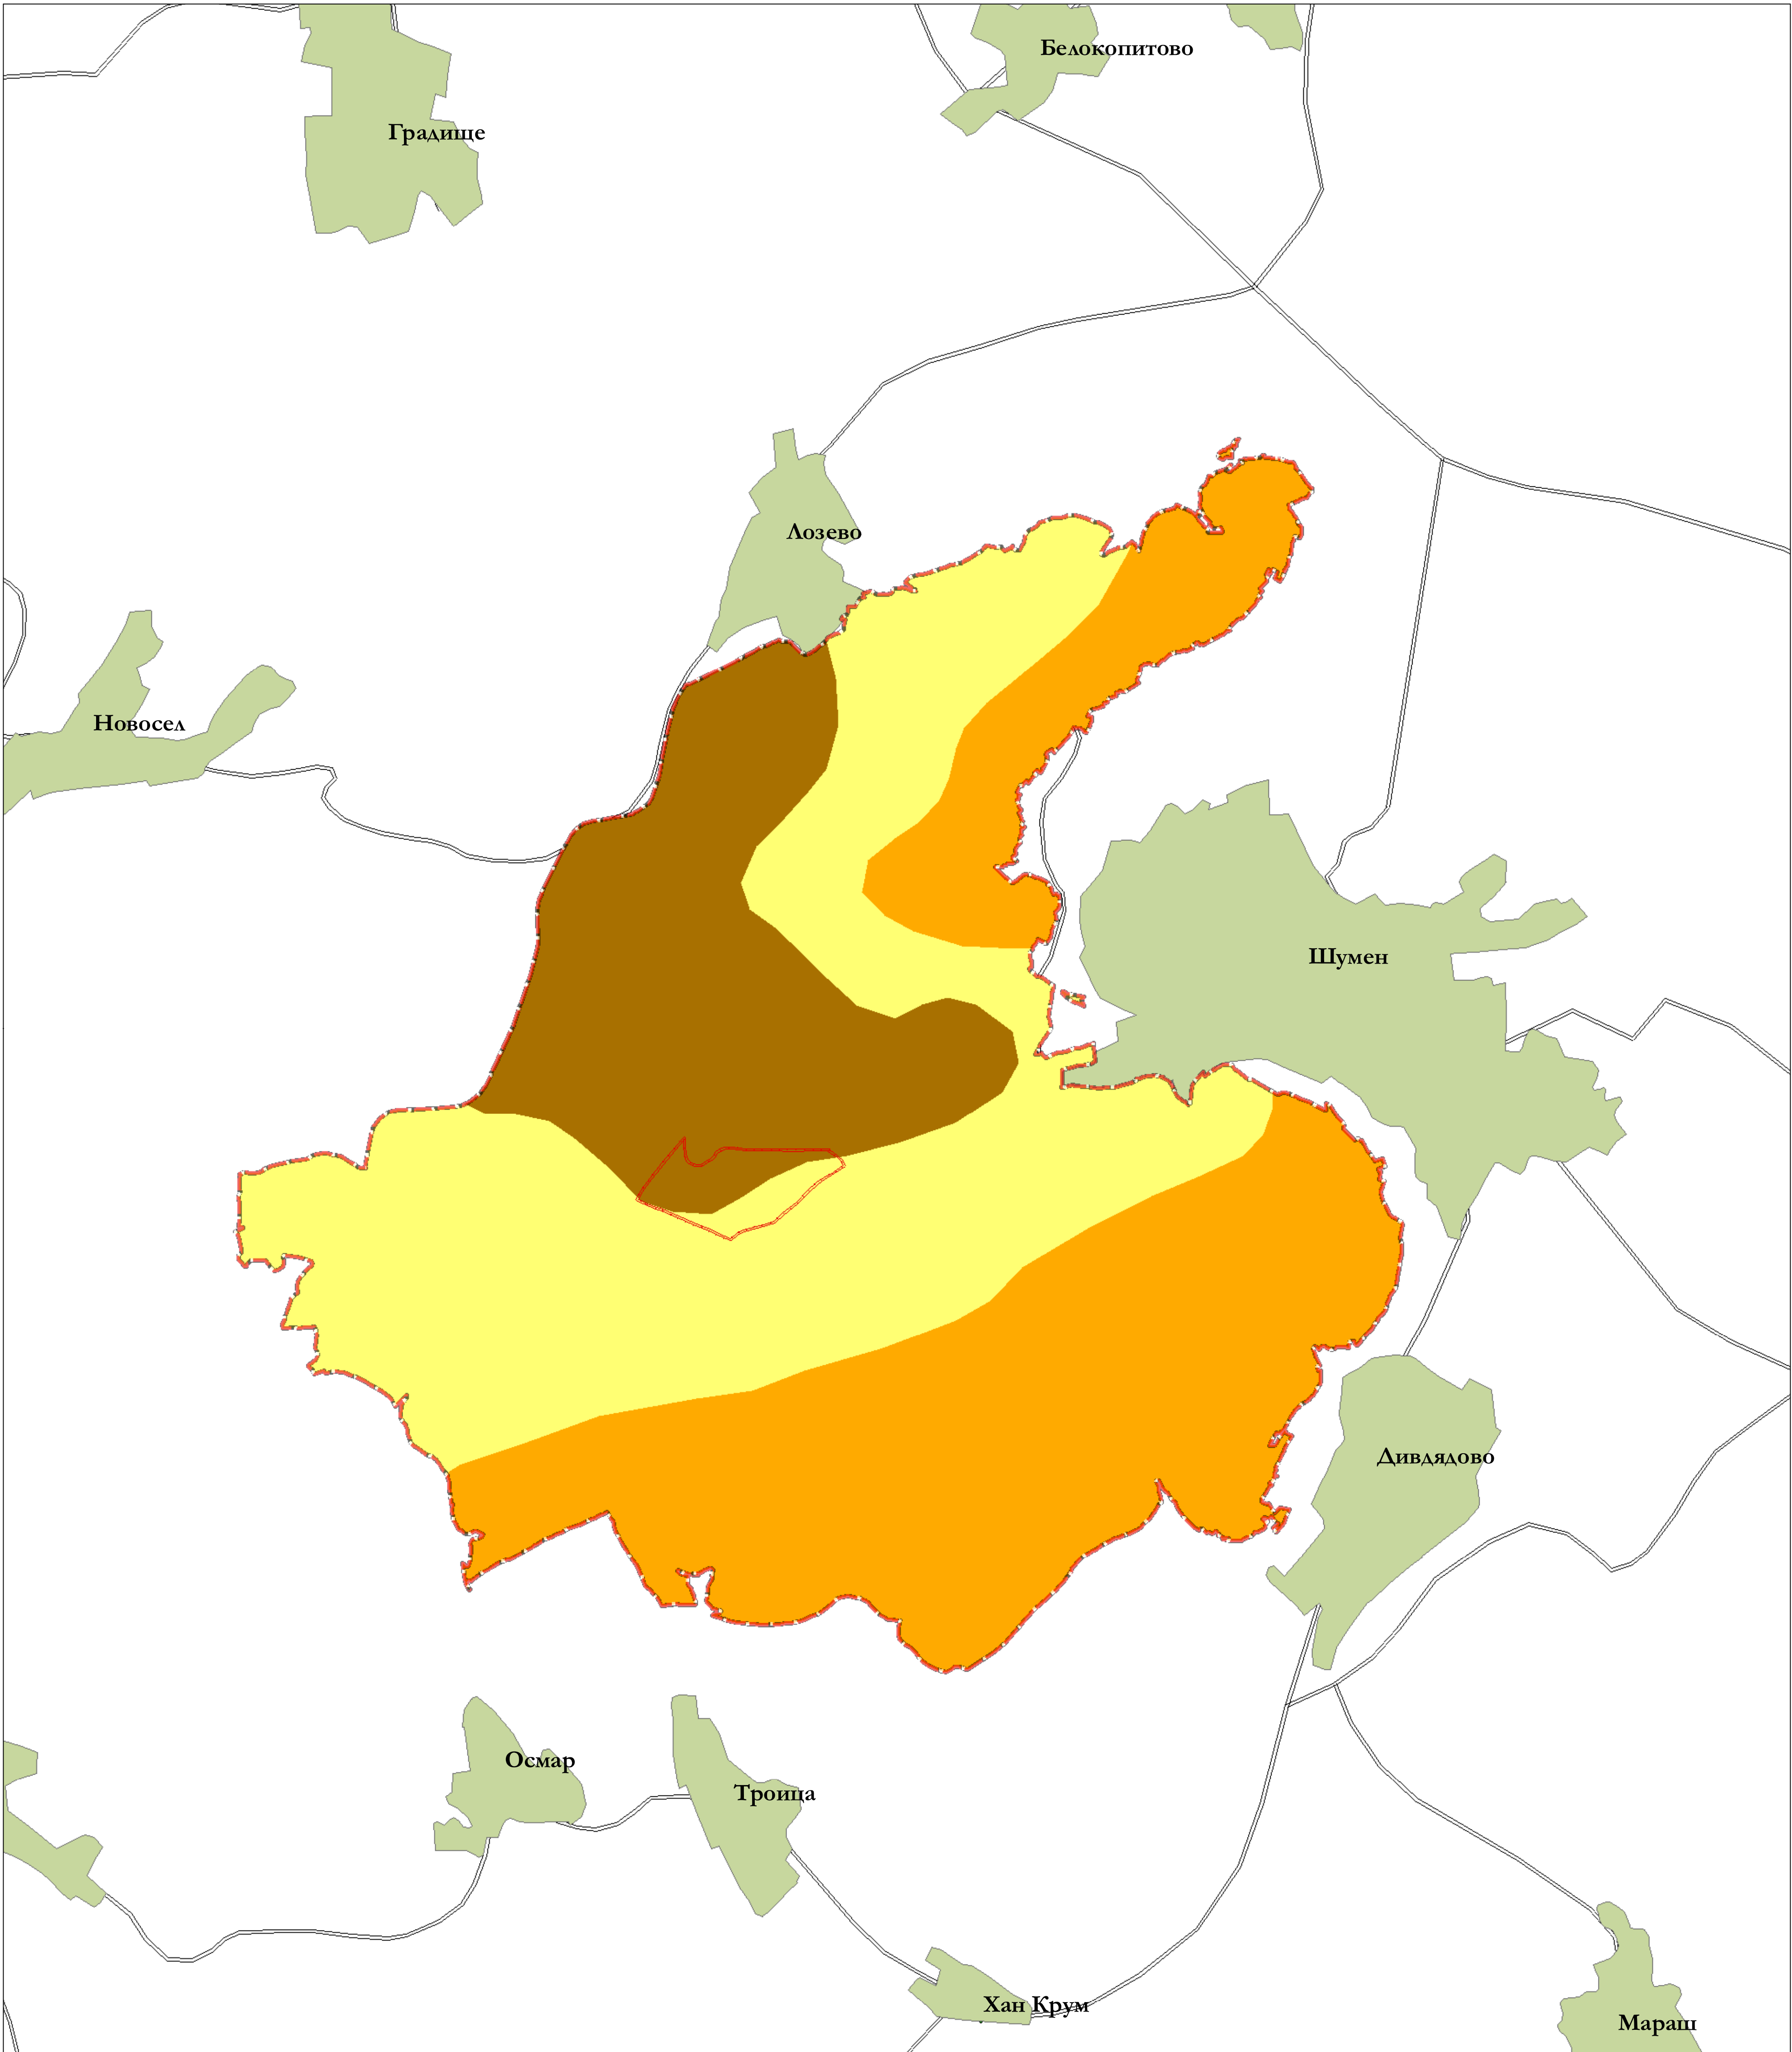 Белокопитово
Градище
Лозево
Новосел
Шумен
Дивдядово
Осмар
Троица
Хан Крум
Мараш